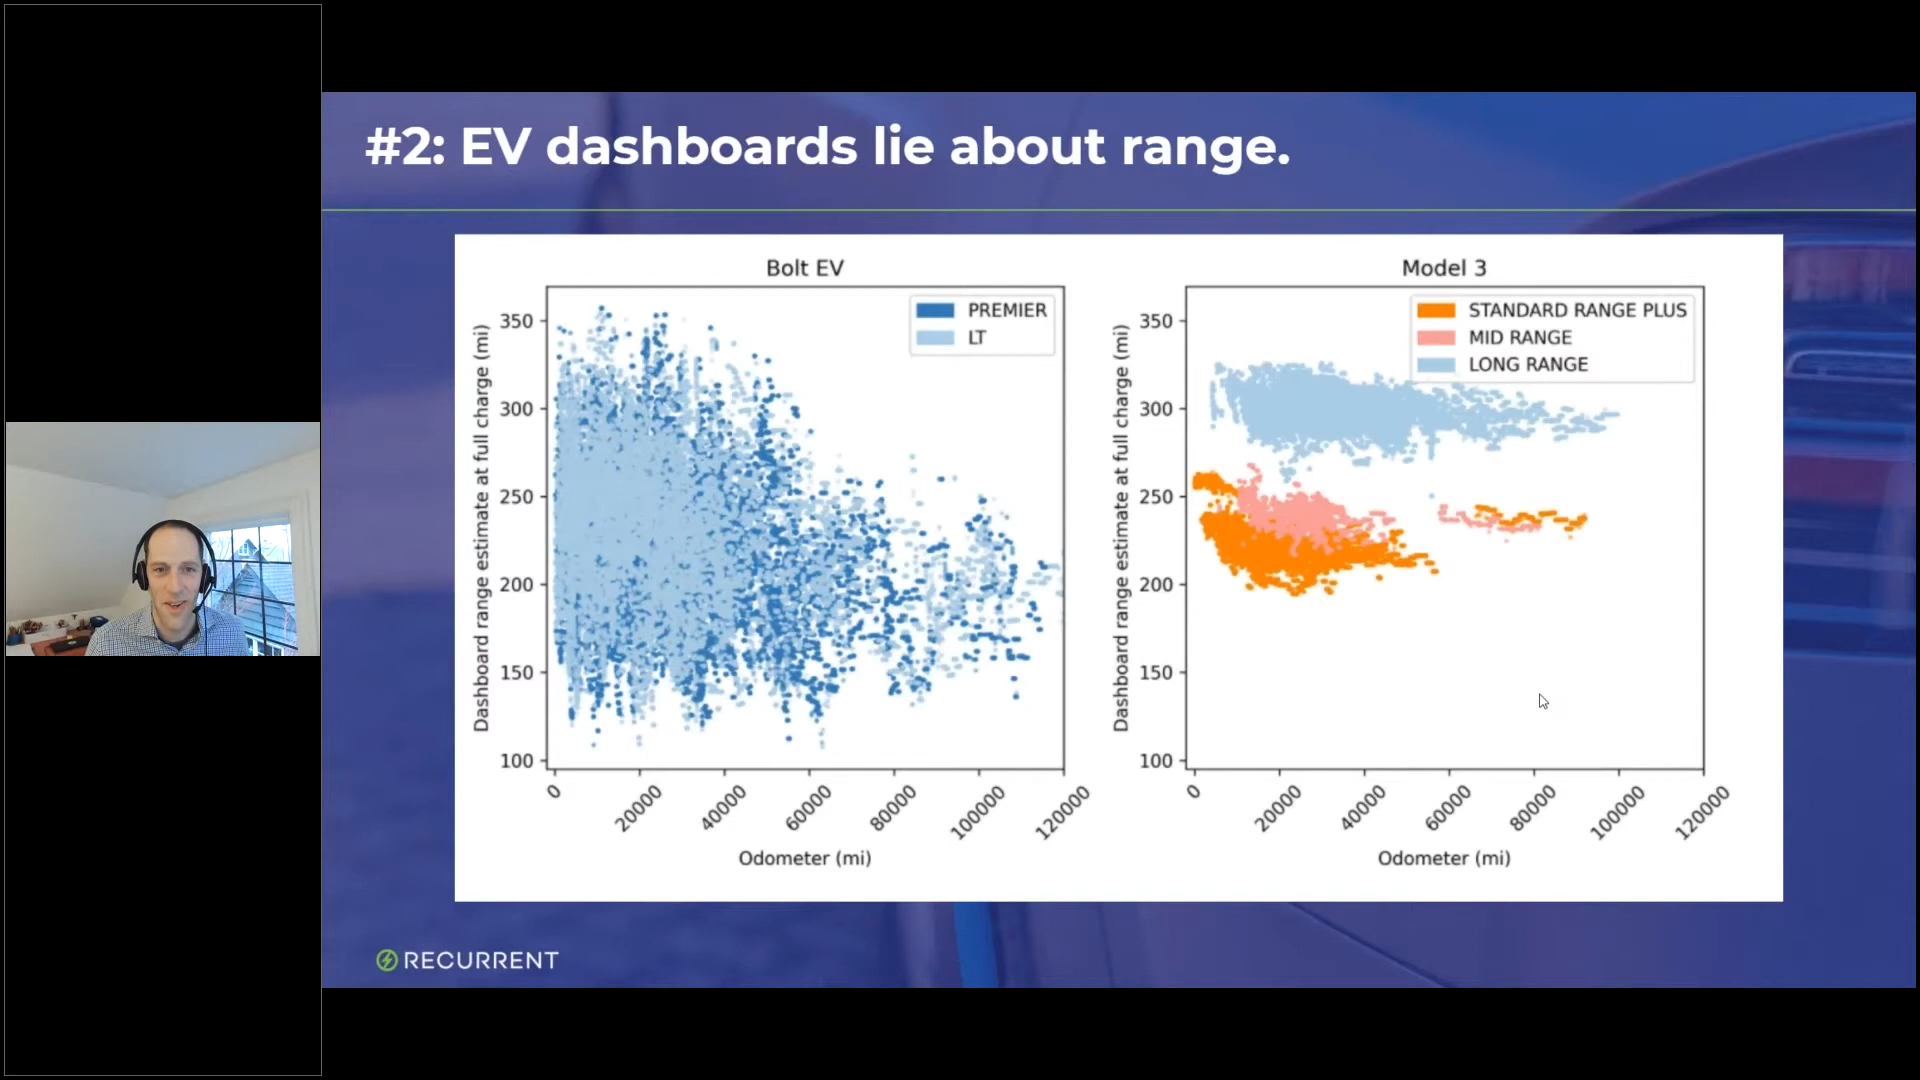 #2: EV dashboards lie about range.
Bolt EV
PREMIER
LT
Dashboard range estimate at full charge (mi)
350
300
250
200
150
100
0
20000
40000
60000
80000
100000
120000
Odometer (mi)
Model 3
STANDARD RANGE PLUS
MID RANGE
LONG RANGE
Dashboard range estimate at full charge (mi)
350
300
250
200
150
100
0
20000
40000
60000
80000
100000
120000
Odometer (mi)
RECURRENT